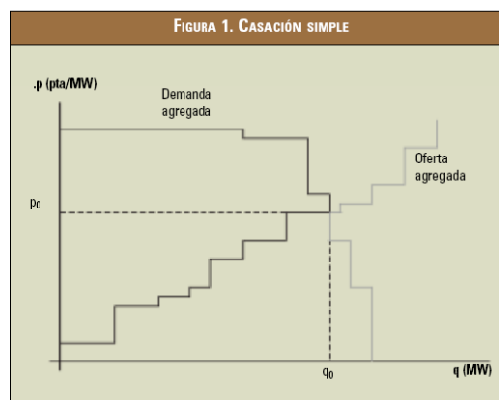 FIGURA 1. CASACIÓN SIMPLE
.p (pta/MW)
Demanda
agregada
Oferta
agregada
p₀
q₀
q (MW)